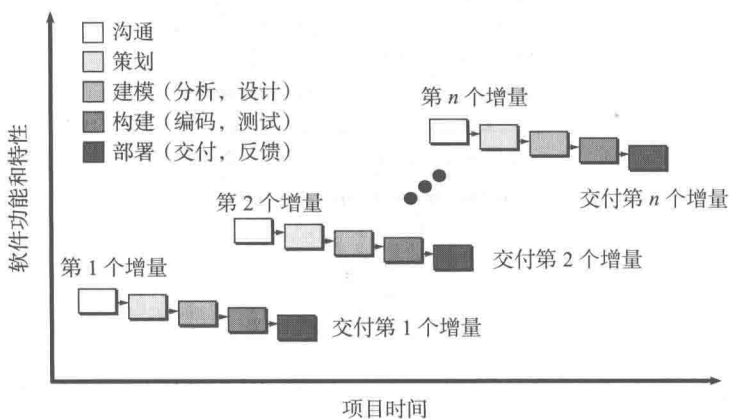 沟通
策划
建模（分析，设计）
构建（编码，测试）
部署（交付，反馈）
第 n 个增量
交付第 n 个增量
第 2 个增量
交付第 2 个增量
第 1 个增量
交付第 1 个增量
软件功能和特性
项目时间